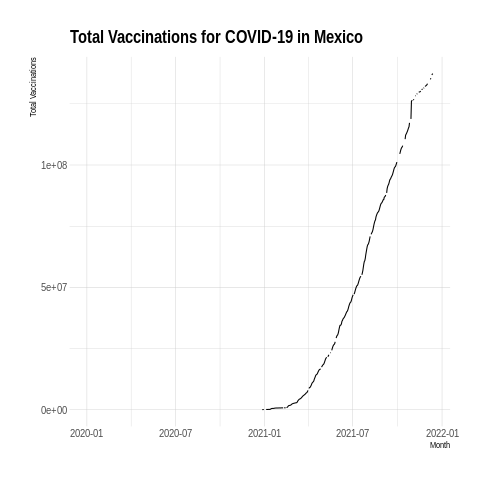 Total Vaccinations for COVID-19 in Mexico
Total Vaccinations
1e+08
5e+07
0e+00
2020-01 2020-07 2021-01 2021-07 2022-01
Month